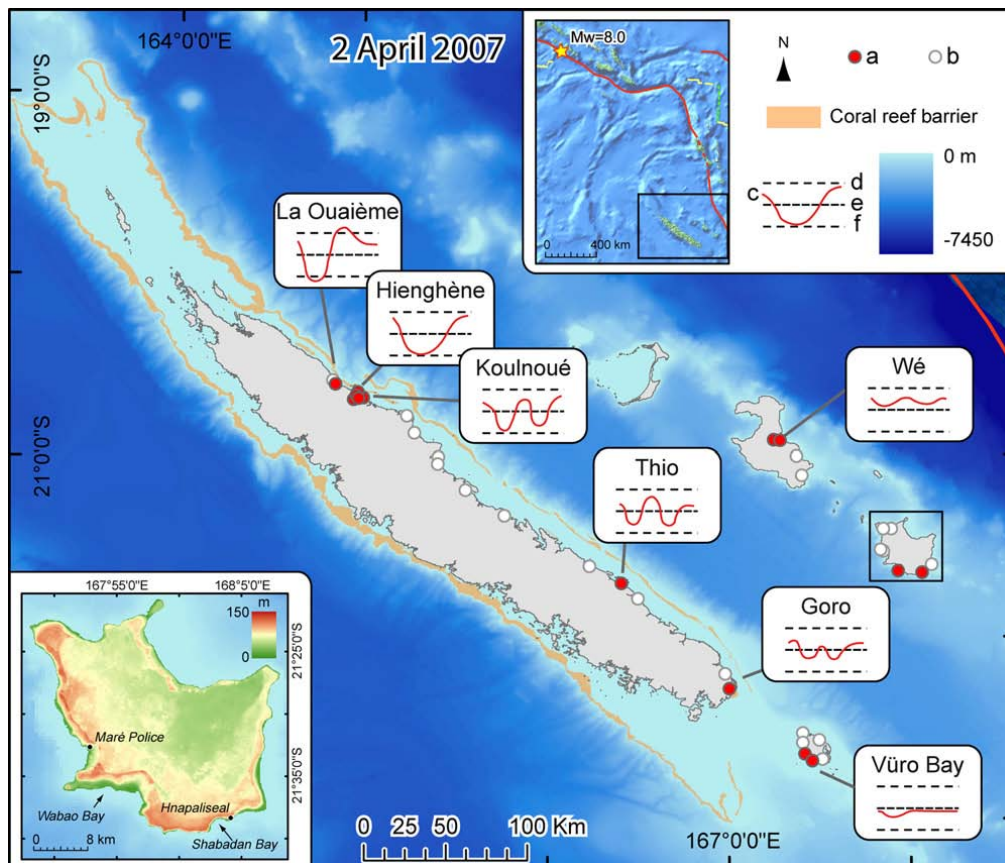 164°0'0"E
2 April 2007
19°0'0"S
Mw=8.0
0 400 km
N
a
b
Coral reef barrier
0 m
-7450
c
d
e
f
La Ouaième
Hienghène
Koulnoué
Wé
21°0'0"S
Thio
Goro
Vüro Bay
167°55'0"E
168°5'0"E
m
150
0
21°25'0"S
21°35'0"S
Maré Police
Hnapaliseal
Wabao Bay
Shabadan Bay
0 8 km
0 25 50 100 Km
167°0'0"E